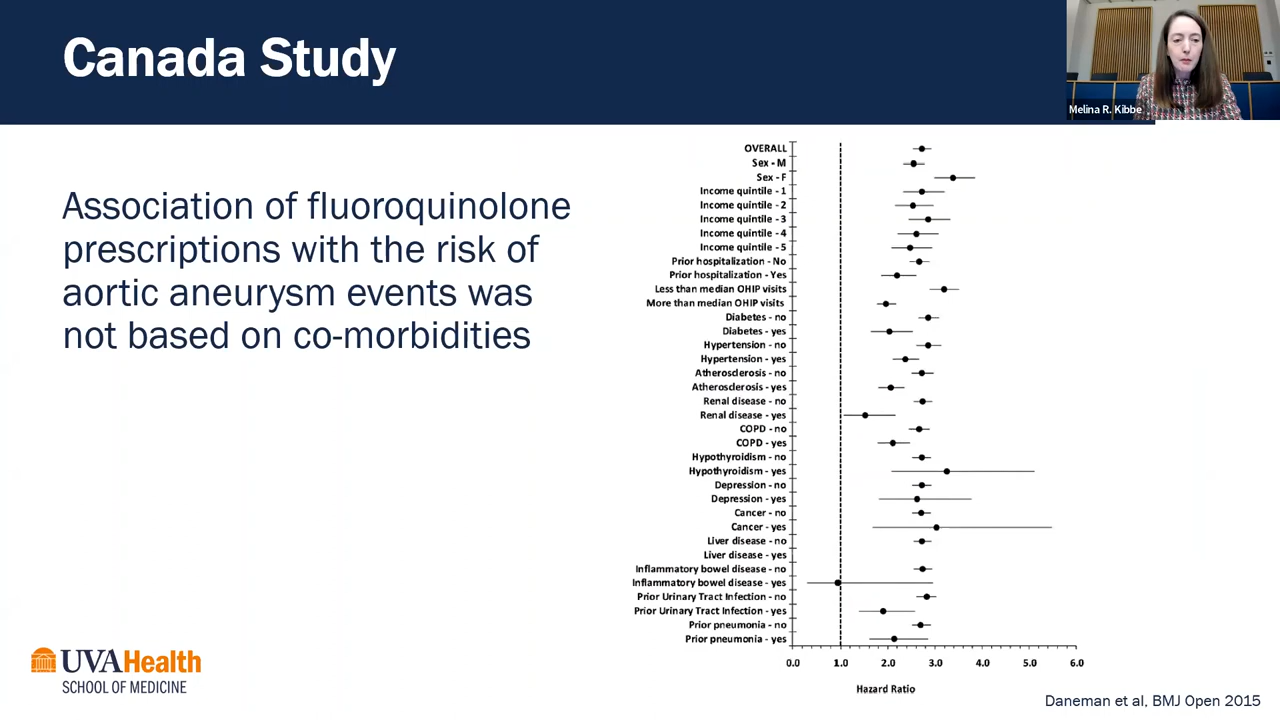 Canada Study
Melina R. Kibbe
Association of fluoroquinolone
prescriptions with the risk of
aortic aneurysm events was
not based on co-morbidities
OVERALL
Sex - M
Sex - F
Income quintile - 1
Income quintile - 2
Income quintile - 3
Income quintile - 4
Income quintile - 5
Prior hospitalization - No
Prior hospitalization - Yes
Less than median OHIP visits
More than median OHIP visits
Diabetes - no
Diabetes - yes
Hypertension - no
Hypertension - yes
Atherosclerosis - no
Atherosclerosis - yes
Renal disease - no
Renal disease - yes
COPD - no
COPD - yes
Hypothyroidism - no
Hypothyroidism - yes
Depression - no
Depression - yes
Cancer - no
Cancer - yes
Liver disease - no
Liver disease - yes
Inflammatory bowel disease - no
Inflammatory bowel disease - yes
Prior Urinary Tract Infection - no
Prior Urinary Tract Infection - yes
Prior pneumonia - no
Prior pneumonia - yes
0.0 1.0 2.0 3.0 4.0 5.0 6.0
Hazard Ratio
UVAHealth
SCHOOL OF MEDICINE
Daneman et al, BMJ Open 2015